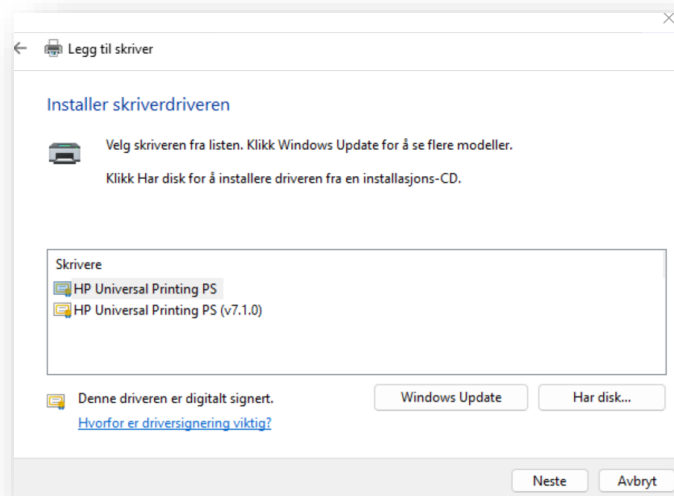 Legg til skriver
Installer skriverdriveren
Velg skriveren fra listen. Klikk Windows Update for å se flere modeller.
Klikk Har disk for å installere driveren fra en installasjons-CD.
Skrivere
HP Universal Printing PS
HP Universal Printing PS (v7.1.0)
Denne driveren er digitalt signert.
Windows Update
Har disk...
Hvorfor er driversignering viktig?
Neste
Avbryt